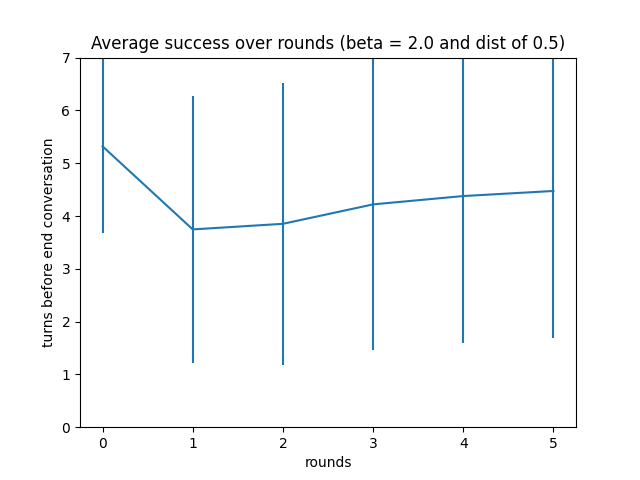 Average success over rounds (beta = 2.0 and dist of 0.5)
turns before end conversation
7
6
5
4
3
2
1
0
0 1 2 3 4 5
rounds